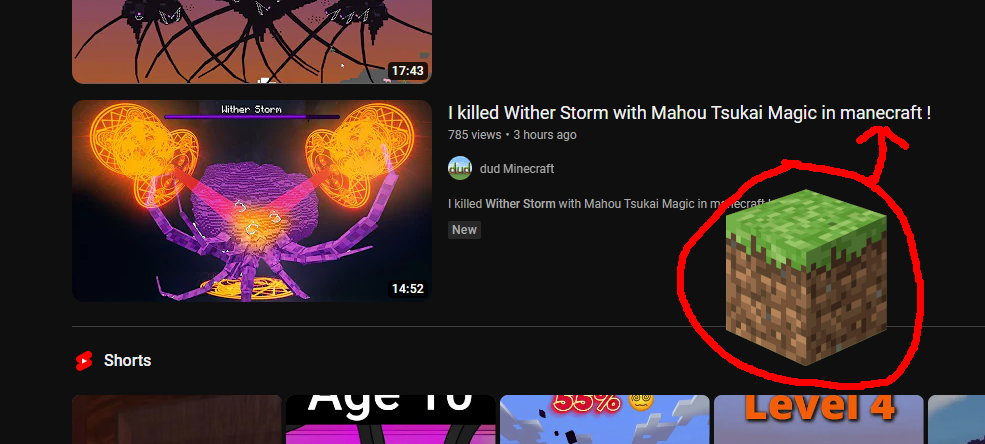 17:43
Wither Storm
14:52
I killed Wither Storm with Mahou Tsukai Magic in manecraft !
785 views • 3 hours ago
dud
dud Minecraft
I killed Wither Storm with Mahou Tsukai Magic in manecraft
New
Shorts
Age 10
55%
Level 4